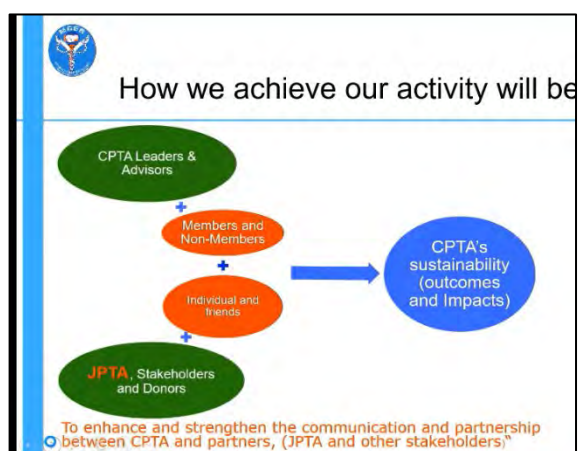 How we achieve our activity will be
CPTA Leaders &
Advisors
+
Members and
Non-Members
+
Individual and
friends
+
JPTA, Stakeholders
and Donors
CPTA's
sustainability
(outcomes
and Impacts)
To enhance and strengthen the communication and partnership
between CPTA and partners, (JPTA and other stakeholders)"